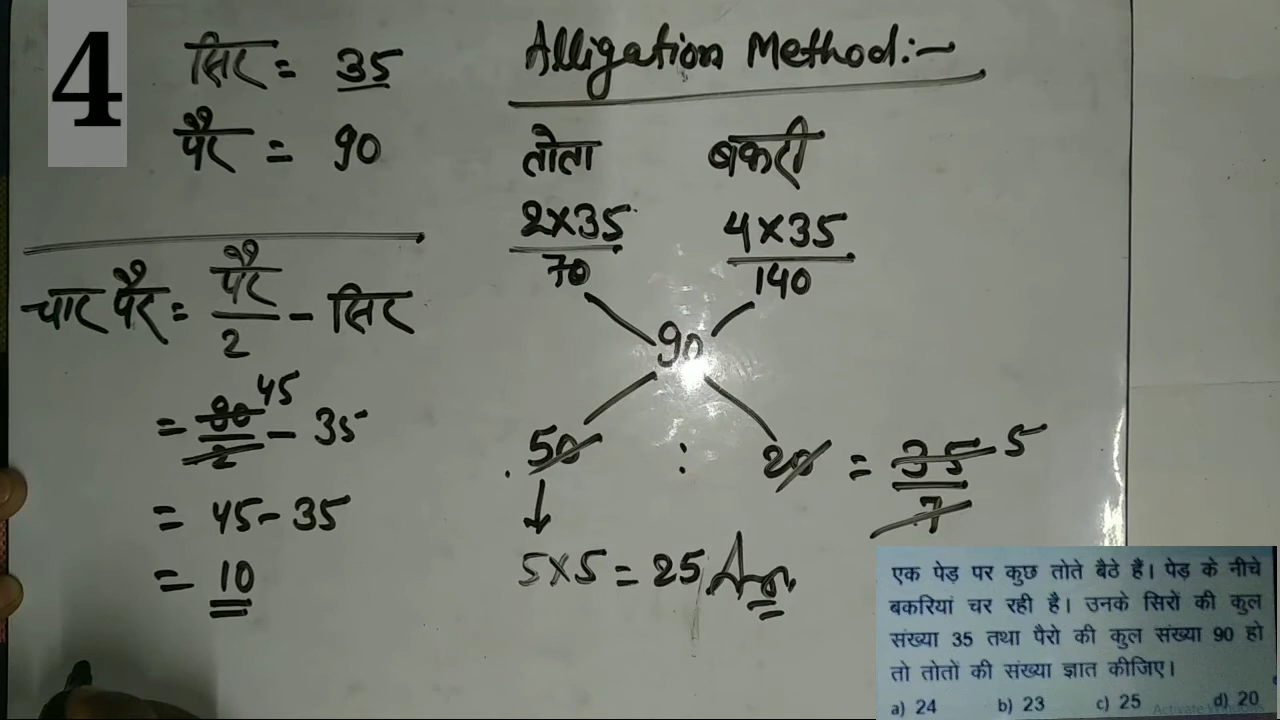 4
सिर = 35
पैर = 90
चार पैर = पैर/2 - सिर
= 90/2 45 - 35
= 45 - 35
= 10
Alligation Method:-
तोता बकरी
2×35 4×35
70 140
90
50 : 20 = 35/7 5
5×5 = 25 Ans.
एक पेड़ पर कुछ तोते बैठे हैं। पेड़ के नीचे
बकरियां चर रही है। उनके सिरों की कुल
संख्या 35 तथा पैरो की कुल संख्या 90 हो
तो तोतो की संख्या ज्ञात कीजिए।
a) 24 b) 23 c) 25 d) 20